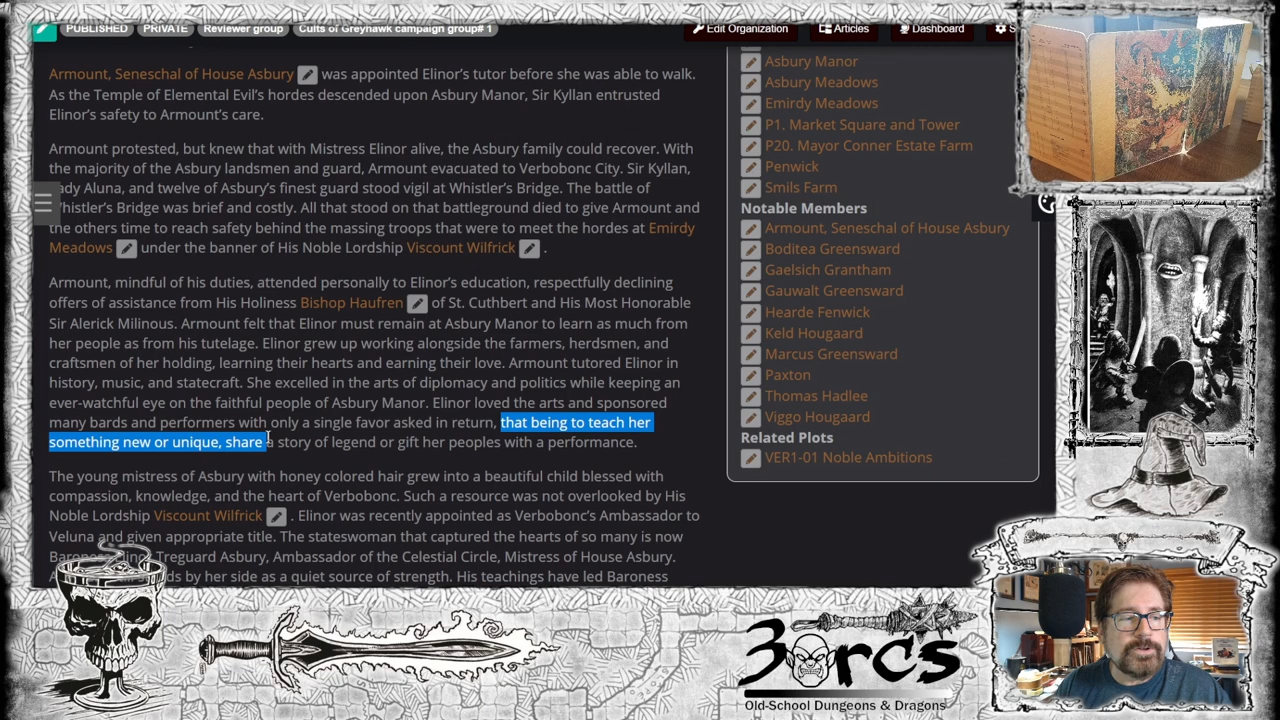 PUBLISHED PRIVATE Reviewer group Cults of Greyhawk campaign group# 1
Edit Organization Articles Dashboard
Armount, Seneschal of House Asbury was appointed Elinor's tutor before she was able to walk.
As the Temple of Elemental Evil's hordes descended upon Asbury Manor, Sir Kyllan entrusted
Elinor's safety to Armount's care.
Armount protested, but knew that with Mistress Elinor alive, the Asbury family could recover. With
the majority of the Asbury landsmen and guard, Armount evacuated to Verbobonc City. Sir Kyllan,
Lady Aluna, and twelve of Asbury's finest guard stood vigil at Whistler's Bridge. The battle of
Whistler's Bridge was brief and costly. All that stood on that battleground died to give Armount and
the others time to reach safety behind the massing troops that were to meet the hordes at Emirdy
Meadows under the banner of His Noble Lordship Viscount Wilfrick .
Armount, mindful of his duties, attended personally to Elinor's education, respectfully declining
offers of assistance from His Holiness Bishop Haufren of St. Cuthbert and His Most Honorable
Sir Alerick Milinous. Armount felt that Elinor must remain at Asbury Manor to learn as much from
her people as from his tutelage. Elinor grew up working alongside the farmers, herdsmen, and
craftsmen of her holding, learning their hearts and earning their love. Armount tutored Elinor in
history, music, and statecraft. She excelled in the arts of diplomacy and politics while keeping an
ever-watchful eye on the faithful people of Asbury Manor. Elinor loved the arts and sponsored
many bards and performers with only a single favor asked in return, that being to teach her
something new or unique, share a story of legend or gift her peoples with a performance.
The young mistress of Asbury with honey colored hair grew into a beautiful child blessed with
compassion, knowledge, and the heart of Verbobonc. Such a resource was not overlooked by His
Noble Lordship Viscount Wilfrick . Elinor was recently appointed as Verbobonc's Ambassador to
Veluna and given appropriate title. The stateswoman that captured the hearts of so many is now
Treguard Asbury, Ambassador of the Celestial Circle, Mistress of House Asbury.
by her side as a quiet source of strength. His teachings have led Baroness
Asbury Manor
Asbury Meadows
Emirdy Meadows
P1. Market Square and Tower
P20. Mayor Conner Estate Farm
Penwick
Smils Farm
Notable Members
Armount, Seneschal of House Asbury
Boditea Greensward
Gaelsich Grantham
Gauwalt Greensward
Hearde Fenwick
Keld Hougaard
Marcus Greensward
Paxton
Thomas Hadlee
Viggo Hougaard
Related Plots
VER1-01 Noble Ambitions
3 orcs
Old-School Dungeons & Dragons